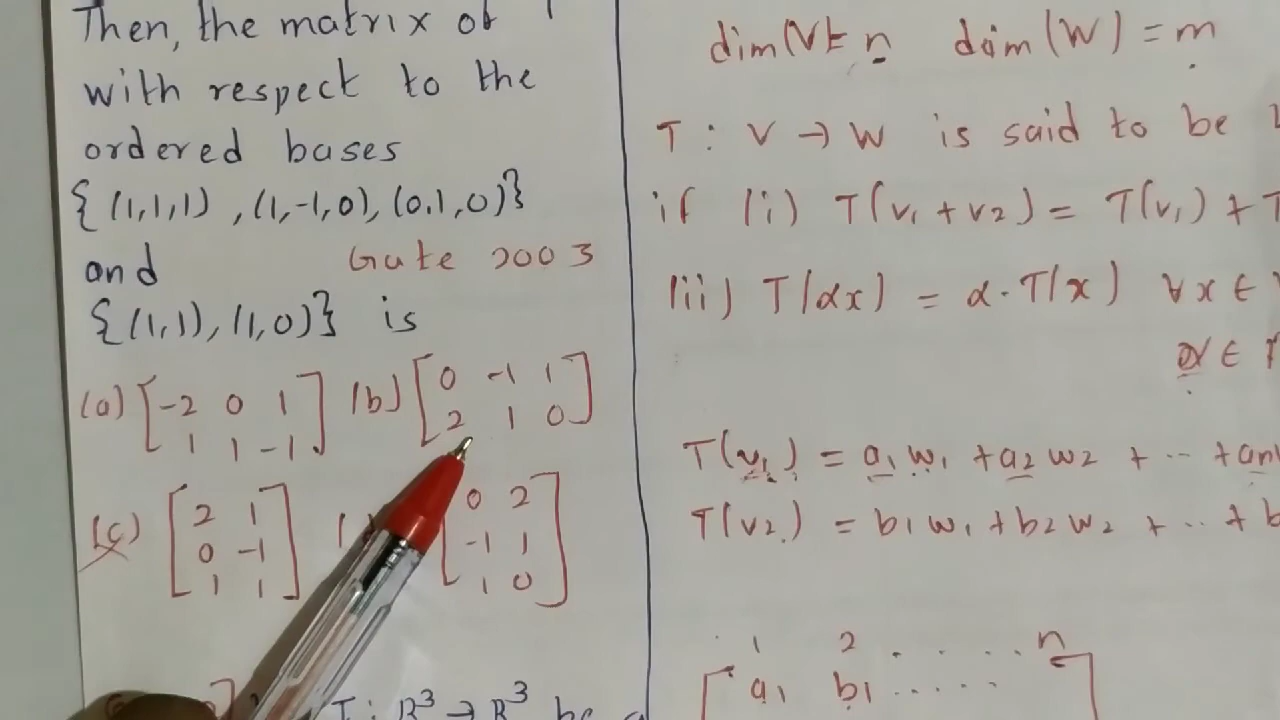 Then, the matrix of T
with respect to the
ordered bases
{(1,1,1), (1,-1,0), (0,1,0)}
and Gate 2003
{(1,1), (1,0)} is
(a) [-2 0 1 (b) [0 -1 1
1 1 -1] 2 1 0]
(c) [2 1 [0 2
0 -1 -1 1
1 1] 1 0]
T: R³ → R³ be a
dim(V) = n dim(W) = m
T : V → W is said to be
if (i) T(v1 + v2) = T(v1) +
(ii) T(αx) = α·T(x) ∀x ∈
α ∈
T(v1) = a1w1 + a2w2 + ... + an
T(v2) = b1w1 + b2w2 + ... + b
1 2 ..... n
a1 b1 .....